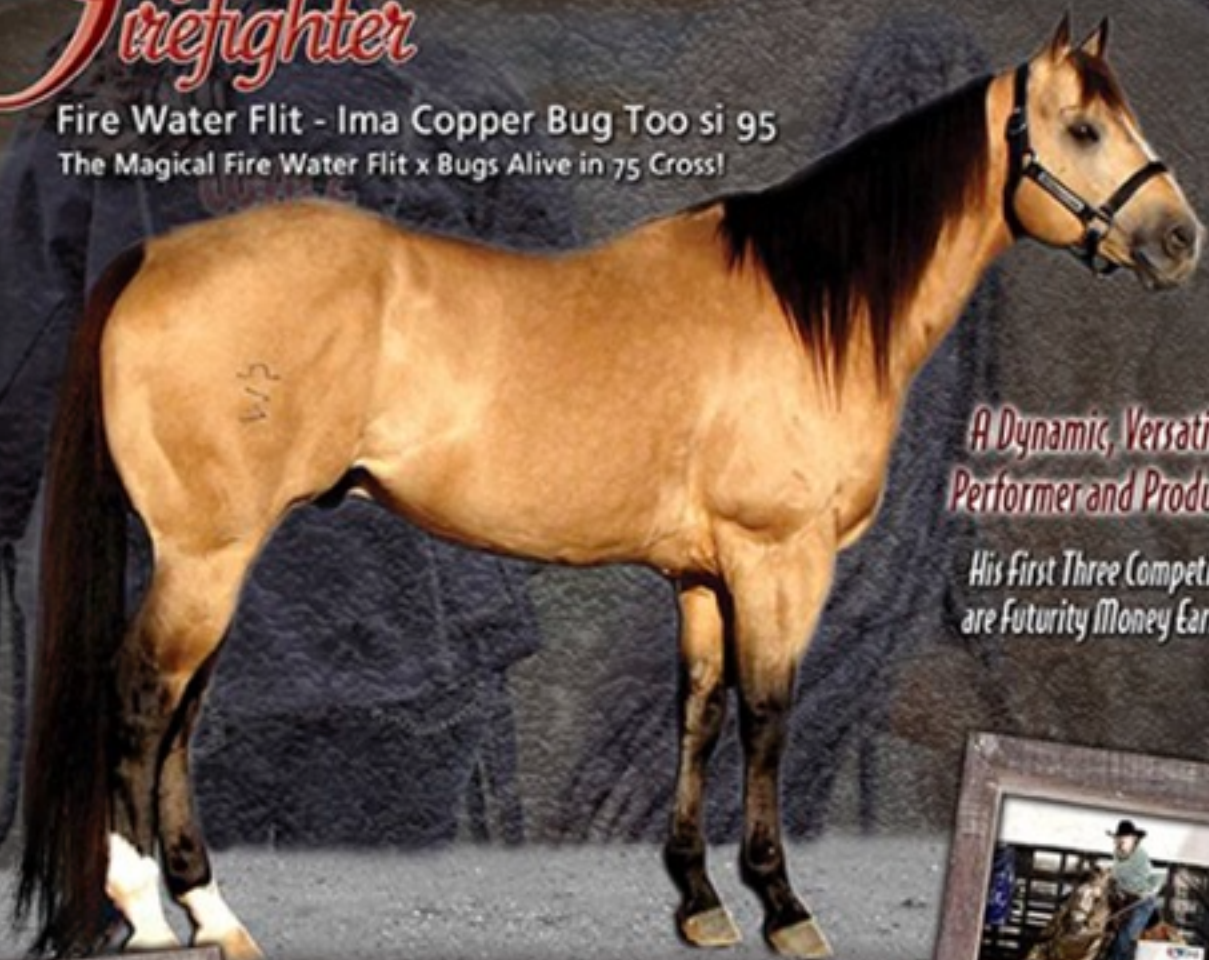 Firefighter
Fire Water Flit - Ima Copper Bug Too si 95
The Magical Fire Water Flit x Bugs Alive in 75 Cross!
A Dynamic, Versati
Performer and Produ
His First Three Competi
are Futurity Money Ear